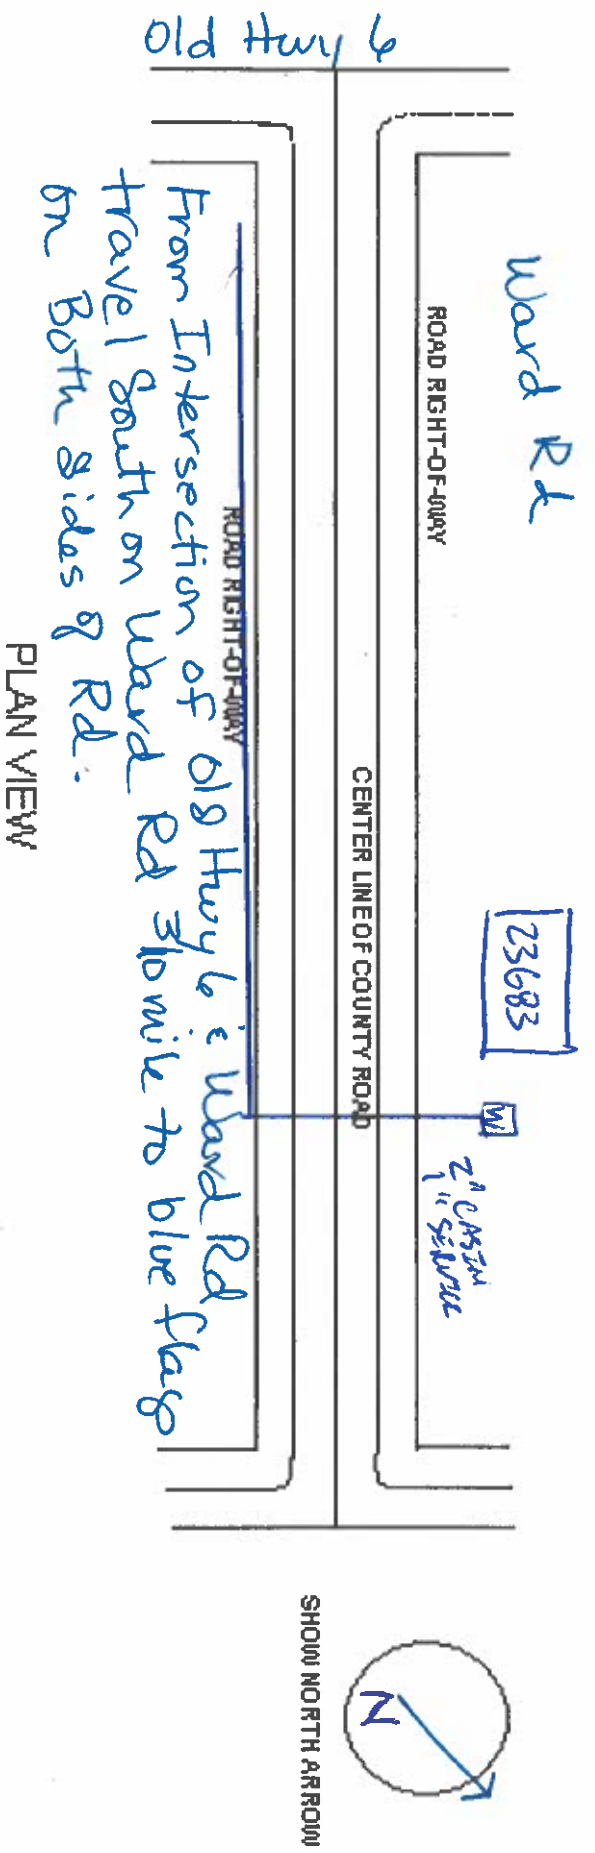 Old Hwy 6
Ward Rd
ROAD RIGHT-OF-WAY
23683
W
2" CASIN
1" SERVICE
CENTER LINE OF COUNTY ROAD
ROAD RIGHT-OF-WAY
From Intersection of Old Hwy 6 & Ward Rd
travel South on Ward Rd 3/10 mile to blue flags
on Both sides of Rd.
PLAN VIEW
N
SHOW NORTH ARROW